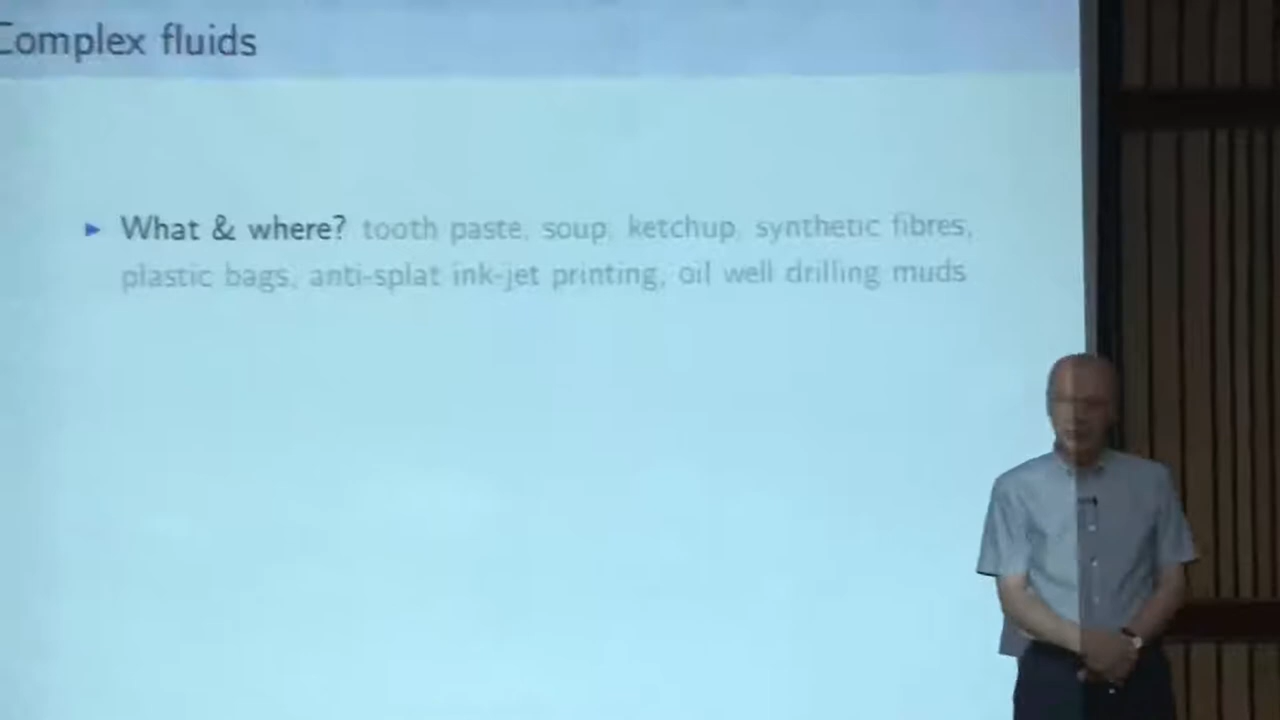 Complex fluids
▸ What & where? tooth paste, soup, ketchup, synthetic fibres,
plastic bags, anti-splat ink-jet printing, oil well drilling muds